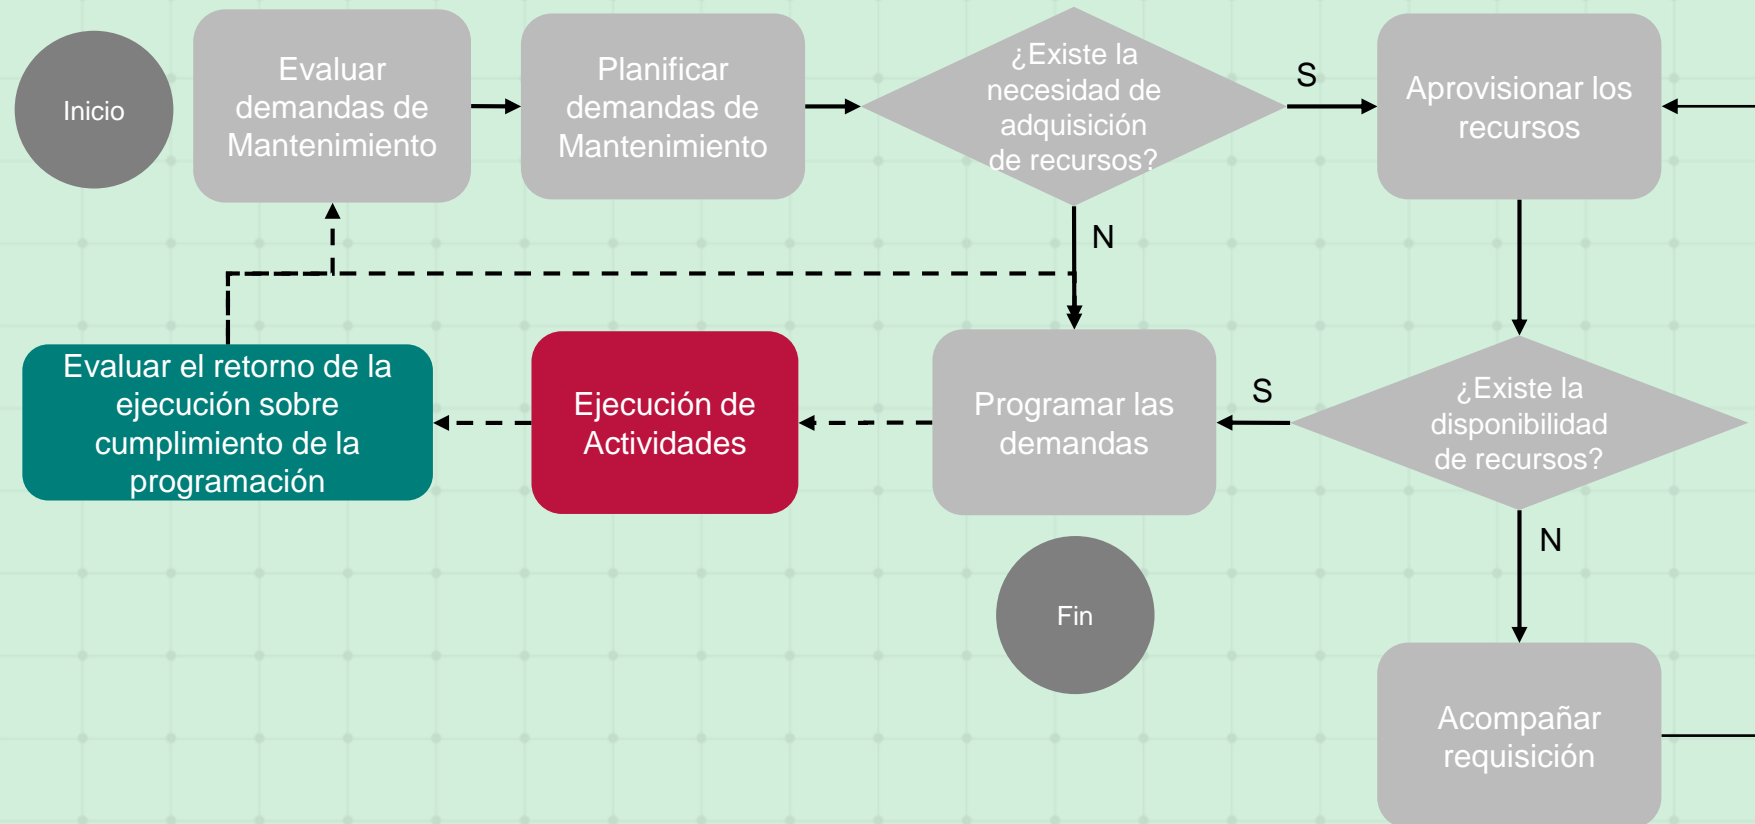 Inicio
Evaluar
demandas de
Mantenimiento
Planificar
demandas de
Mantenimiento
¿Existe la
necesidad de
adquisición
de recursos?
S
Aprovisionar los
recursos
N
Evaluar el retorno de la
ejecución sobre
cumplimiento de la
programación
Ejecución de
Actividades
Programar las
demandas
S
¿Existe la
disponibilidad
de recursos?
N
Fin
Acompañar
requisición